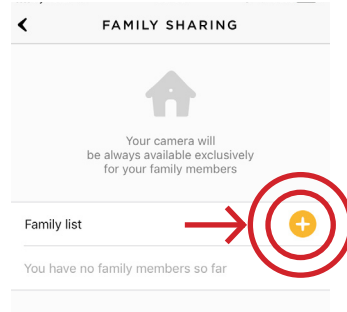 FAMILY SHARING
Your camera will
be always available exclusively
for your family members
Family list
You have no family members so far